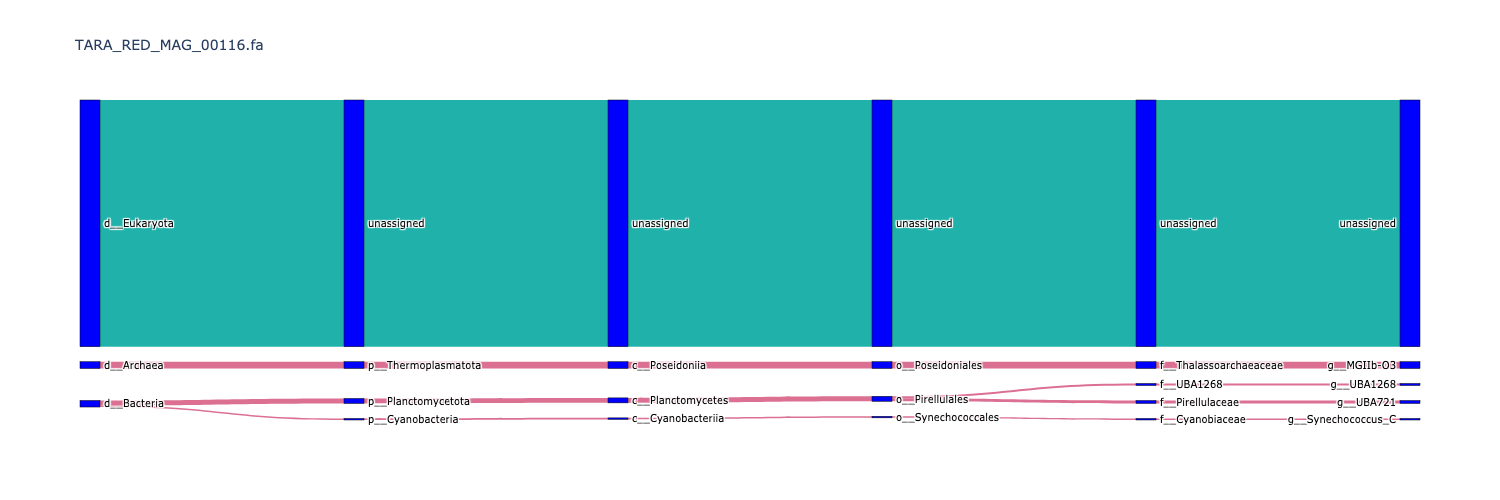 TARA_RED_MAG_00116.fa
d__Eukaryota unassigned unassigned unassigned unassigned unassigned
d__Archaea p__Thermoplasmatota c__Poseidoniia o__Poseidoniales f__Thalassoarchaeaceae g__MGIIb-O3
f__UBA1268 g__UBA1268
d__Bacteria p__Planctomycetota c__Planctomycetes o__Pirellulales f__Pirellulaceae g__UBA721
p__Cyanobacteria c__Cyanobacteriia o__Synechococcales f__Cyanobiaceae g__Synechococcus_C